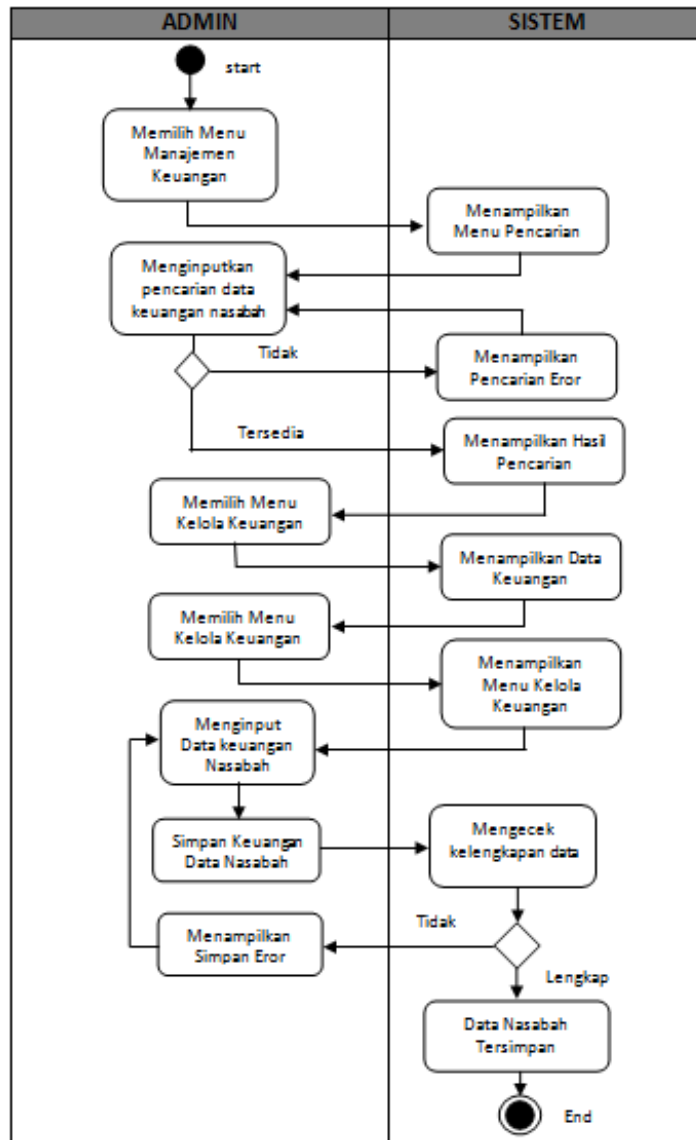 ADMIN
SISTEM
start
Memilih Menu
Manajemen
Keuangan
Menampilkan
Menu Pencarian
Menginputkan
pencarian data
keuangan nasabah
Tidak
Menampilkan
Pencarian Eror
Tersedia
Menampilkan Hasil
Pencarian
Memilih Menu
Kelola Keuangan
Menampilkan Data
Keuangan
Memilih Menu
Kelola Keuangan
Menampilkan
Menu Kelola
Keuangan
Menginput
Data keuangan
Nasabah
Simpan Keuangan
Data Nasabah
Mengecek
kelengkapan data
Tidak
Menampilkan
Simpan Eror
Lengkap
Data Nasabah
Tersimpan
End